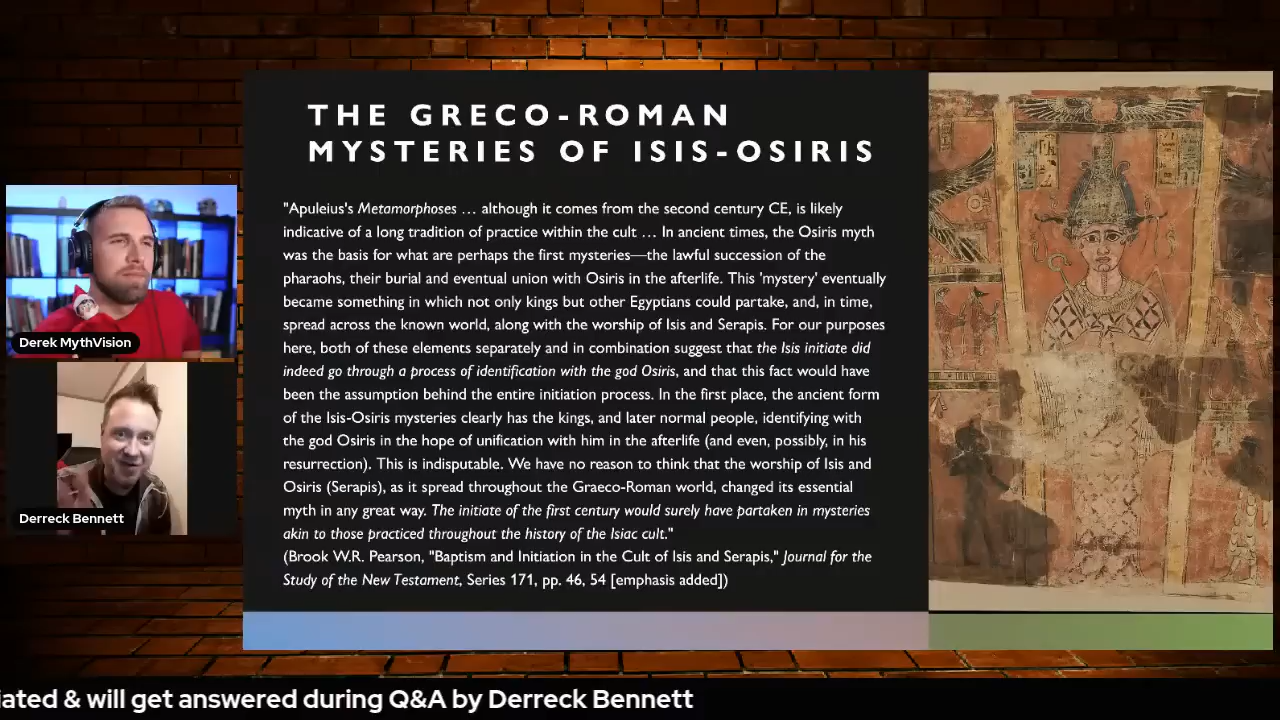 THE GRECO-ROMAN
MYSTERIES OF ISIS-OSIRIS
"Apuleius's Metamorphoses … although it comes from the second century CE, is likely
indicative of a long tradition of practice within the cult … In ancient times, the Osiris myth
was the basis for what are perhaps the first mysteries—the lawful succession of the
pharaohs, their burial and eventual union with Osiris in the afterlife. This 'mystery' eventually
became something in which not only kings but other Egyptians could partake, and, in time,
spread across the known world, along with the worship of Isis and Serapis. For our purposes
here, both of these elements separately and in combination suggest that the Isis initiate did
indeed go through a process of identification with the god Osiris, and that this fact would have
been the assumption behind the entire initiation process. In the first place, the ancient form
of the Isis-Osiris mysteries clearly has the kings, and later normal people, identifying with
the god Osiris in the hope of unification with him in the afterlife (and even, possibly, in his
resurrection). This is indisputable. We have no reason to think that the worship of Isis and
Osiris (Serapis), as it spread throughout the Graeco-Roman world, changed its essential
myth in any great way. The initiate of the first century would surely have partaken in mysteries
akin to those practiced throughout the history of the Isiac cult."
(Brook W.R. Pearson, "Baptism and Initiation in the Cult of Isis and Serapis," Journal for the
Study of the New Testament, Series 171, pp. 46, 54 [emphasis added])
Derek MythVision
Derreck Bennett
iated & will get answered during Q&A by Derreck Bennett